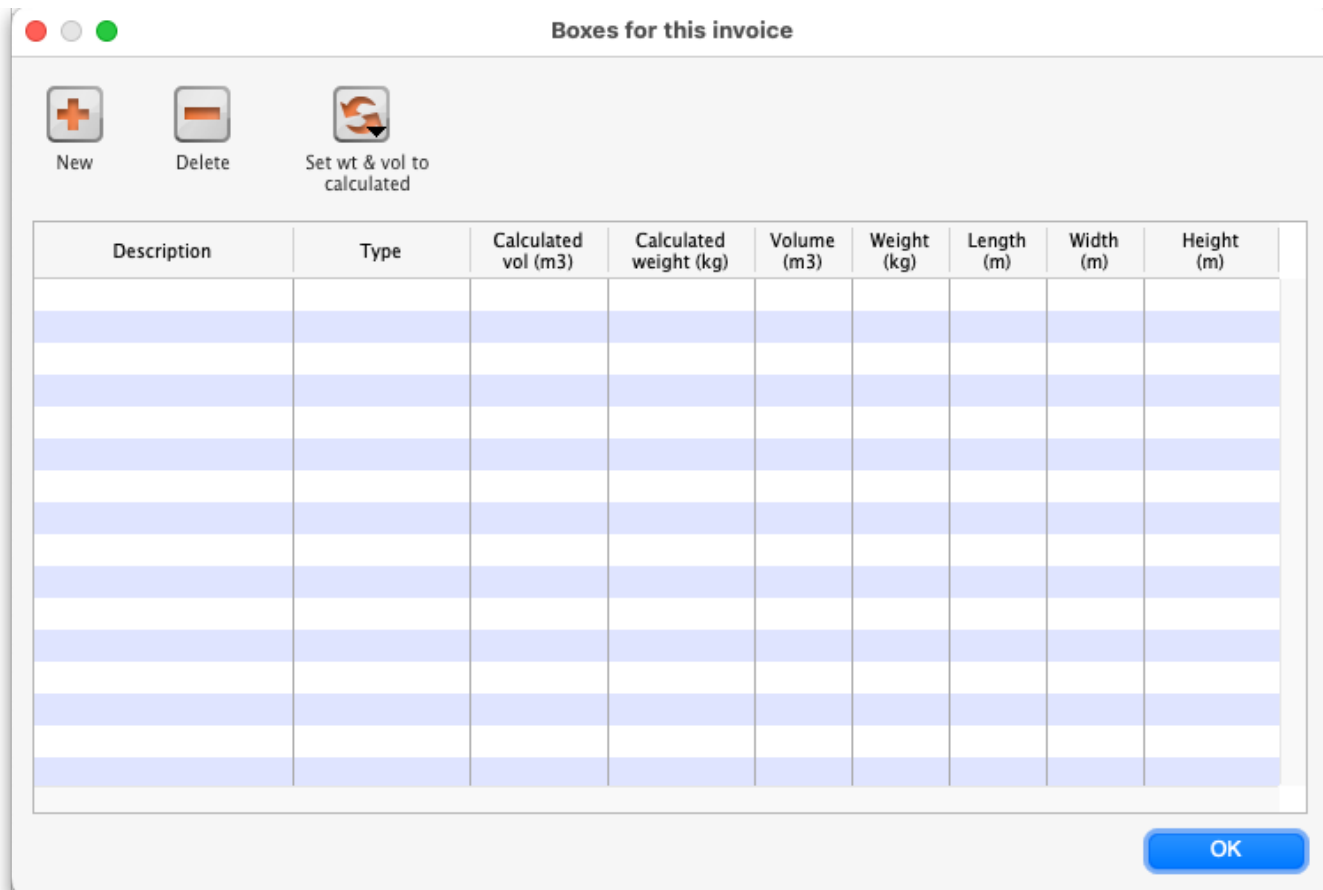 Boxes for this invoice
New
Delete
Set wt & vol to
calculated
Description
Type
Calculated
vol (m3)
Calculated
weight (kg)
Volume
(m3)
Weight
(kg)
Length
(m)
Width
(m)
Height
(m)
OK